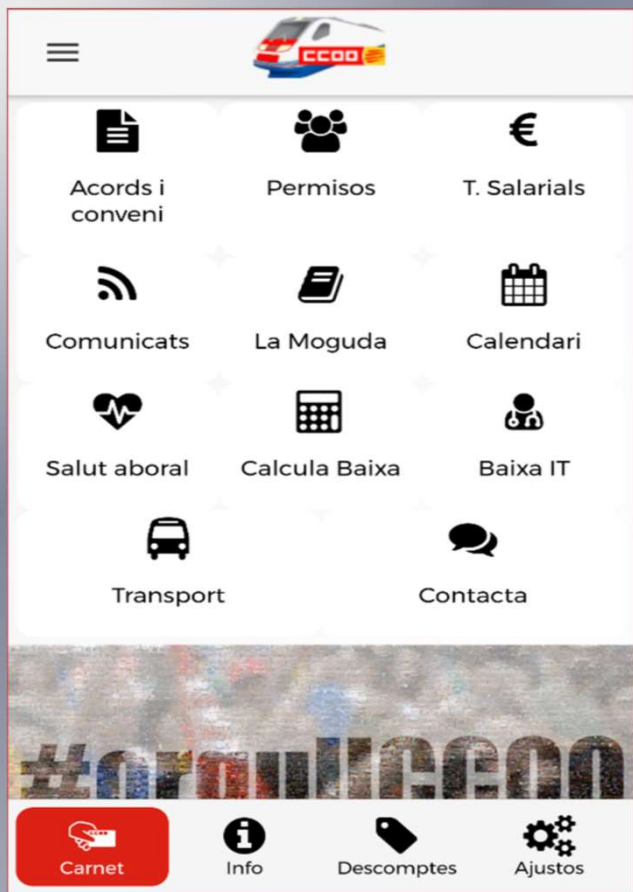 CCOO
Acords i
conveni
Permisos
T. Salarials
Comunicats
La Moguda
Calendari
Salut aboral
Calcula Baixa
Baixa IT
Transport
Contacta
#orgullCCOO
Carnet
Info
Descomptes
Ajustos